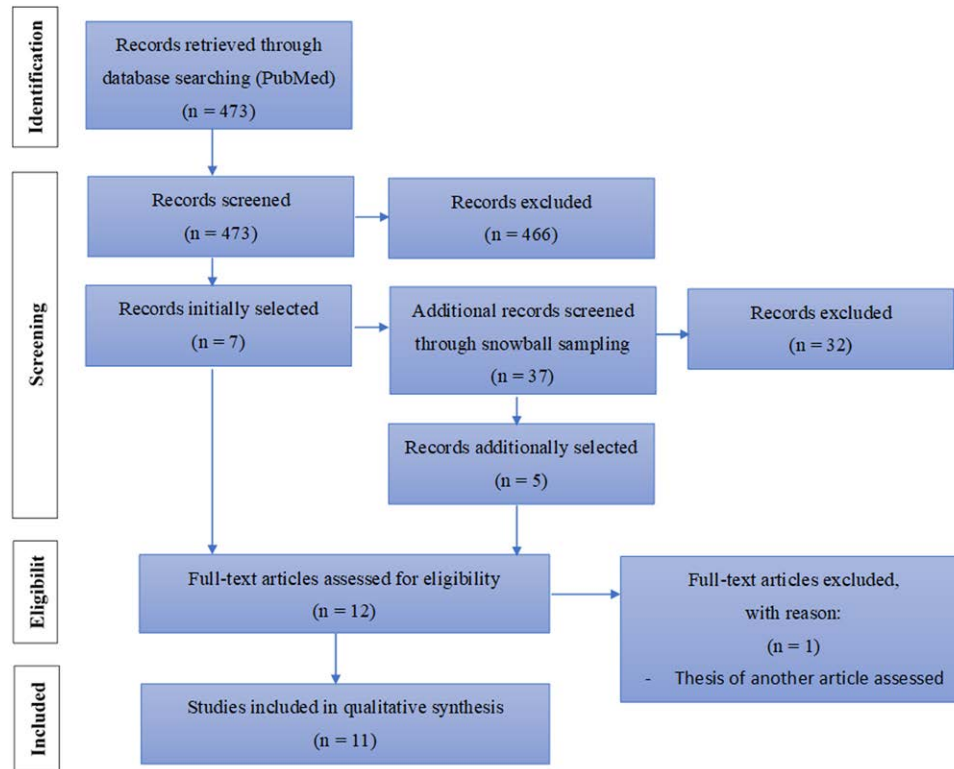 Identification
Records retrieved through
database searching (PubMed)
(n = 473)
Screening
Records screened
(n = 473)
Records excluded
(n = 466)
Records initially selected
(n = 7)
Additional records screened
through snowball sampling
(n = 37)
Records excluded
(n = 32)
Records additionally selected
(n = 5)
Eligibilit
Full-text articles assessed for eligibility
(n = 12)
Full-text articles excluded,
with reason:
(n = 1)
- Thesis of another article assessed
Included
Studies included in qualitative synthesis
(n = 11)